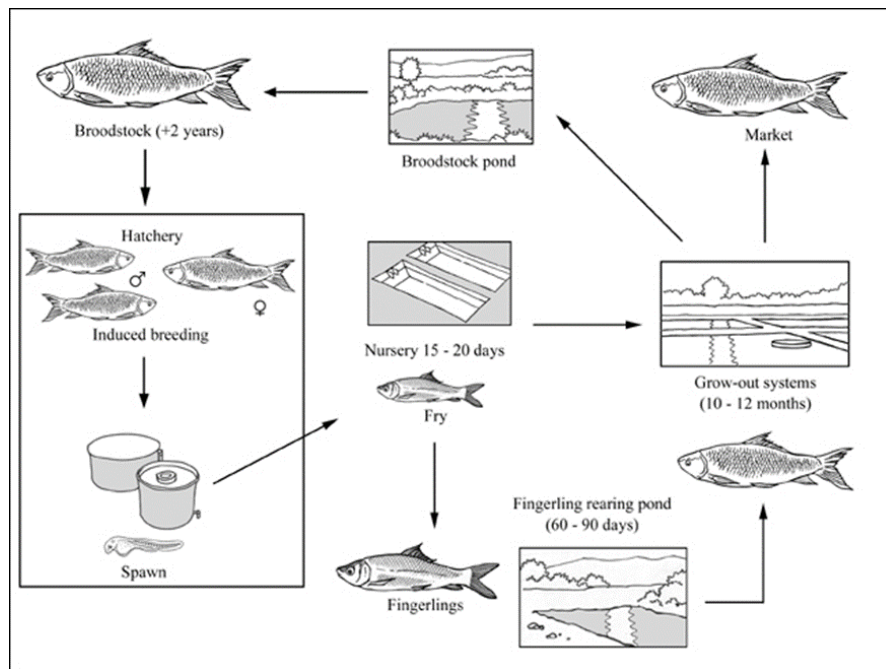 Broodstock (+2 years)
Broodstock pond
Market
Hatchery
♂
♀
Induced breeding
Spawn
Nursery 15 - 20 days
Fry
Fingerlings
Fingerling rearing pond
(60 - 90 days)
Grow-out systems
(10 - 12 months)